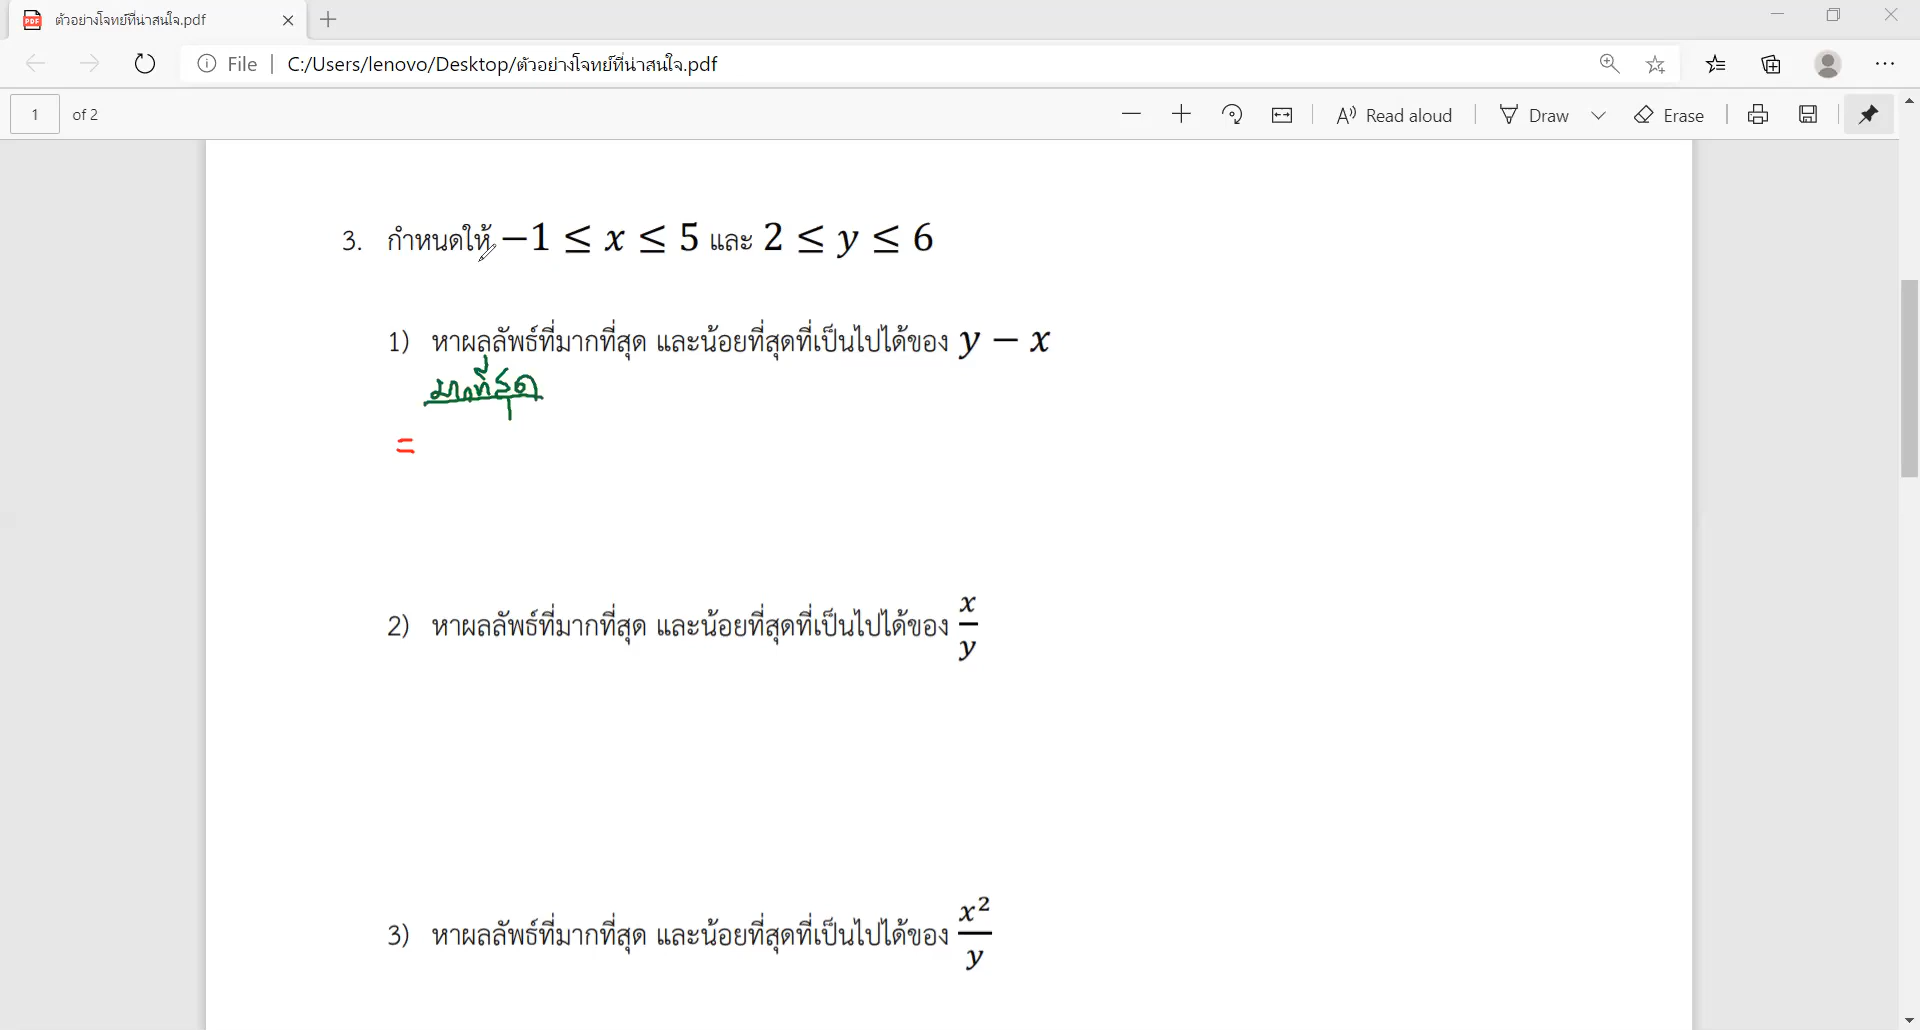 ตัวอย่างโจทย์ที่น่าสนใจ.pdf
File | C:/Users/lenovo/Desktop/ตัวอย่างโจทย์ที่น่าสนใจ.pdf
1 of 2 Read aloud Draw Erase
3. กำหนดให้ −1 ≤ x ≤ 5 และ 2 ≤ y ≤ 6
1) หาผลลัพธ์ที่มากที่สุด และน้อยที่สุดที่เป็นไปได้ของ y − x
มากที่สุด
=
2) หาผลลัพธ์ที่มากที่สุด และน้อยที่สุดที่เป็นไปได้ของ x/y
3) หาผลลัพธ์ที่มากที่สุด และน้อยที่สุดที่เป็นไปได้ของ x²/y